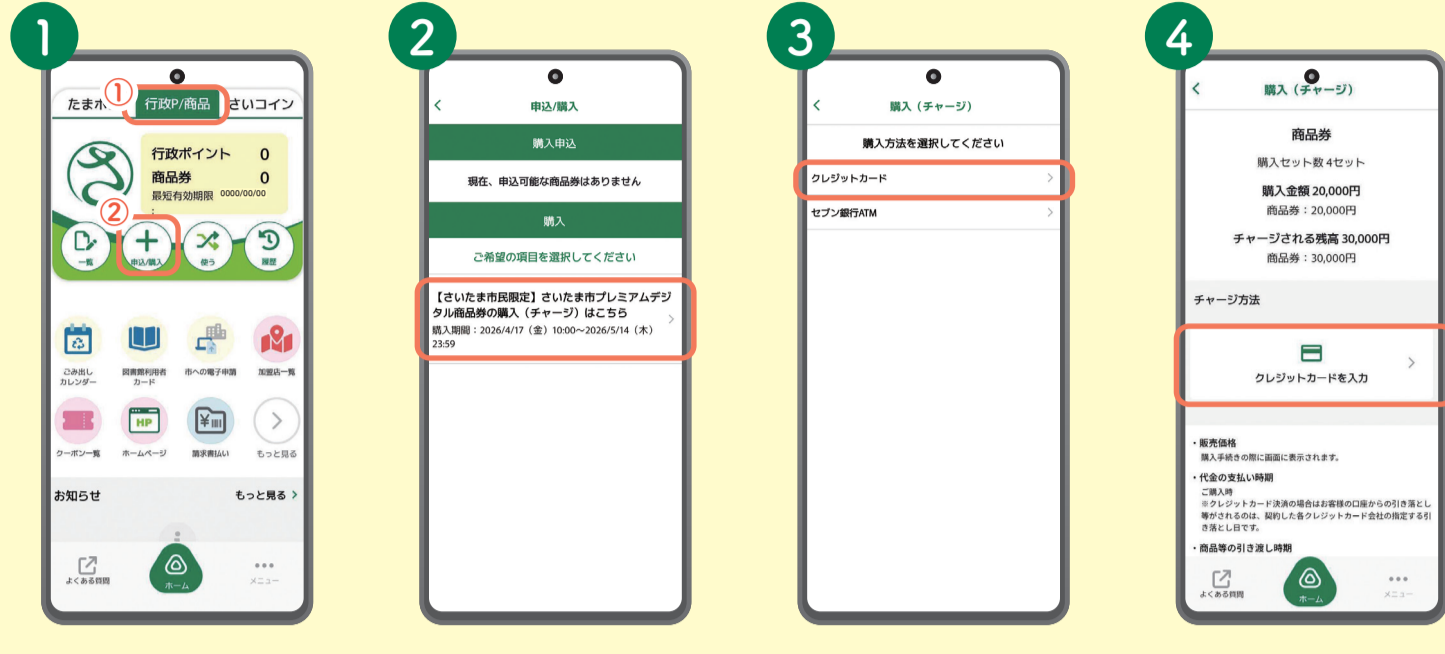 1
たまポ
①
行政P/商品
さいコイン
行政ポイント 0
商品券 0
最短有効期限 0000/00/00
②
一覧
申込/購入
使う
履歴
ごみ出し
カレンダー
図書館利用者
カード
市への電子申請
加盟店一覧
クーポン一覧
HP
ホームページ
請求書払い
もっと見る
お知らせ
もっと見る
よくある質問
ホーム
メニュー
2
申込/購入
購入申込
現在、申込可能な商品券はありません
購入
ご希望の項目を選択してください
【さいたま市民限定】さいたま市プレミアムデジ
タル商品券の購入（チャージ）はこちら
購入期間：2026/4/17（金）10:00〜2026/5/14（木）
23:59
3
購入（チャージ）
購入方法を選択してください
クレジットカード
セブン銀行ATM
4
購入（チャージ）
商品券
購入セット数 4セット
購入金額 20,000円
商品券：20,000円
チャージされる残高 30,000円
商品券：30,000円
チャージ方法
クレジットカードを入力
・販売価格
購入手続きの際に画面に表示されます。
・代金の支払い時期
ご購入時
※クレジットカード決済の場合はお客様の口座からの引き落とし
等がされるのは、契約した各クレジットカード会社の指定する引
き落とし日です。
・商品等の引き渡し時期
よくある質問
ホーム
メニュー